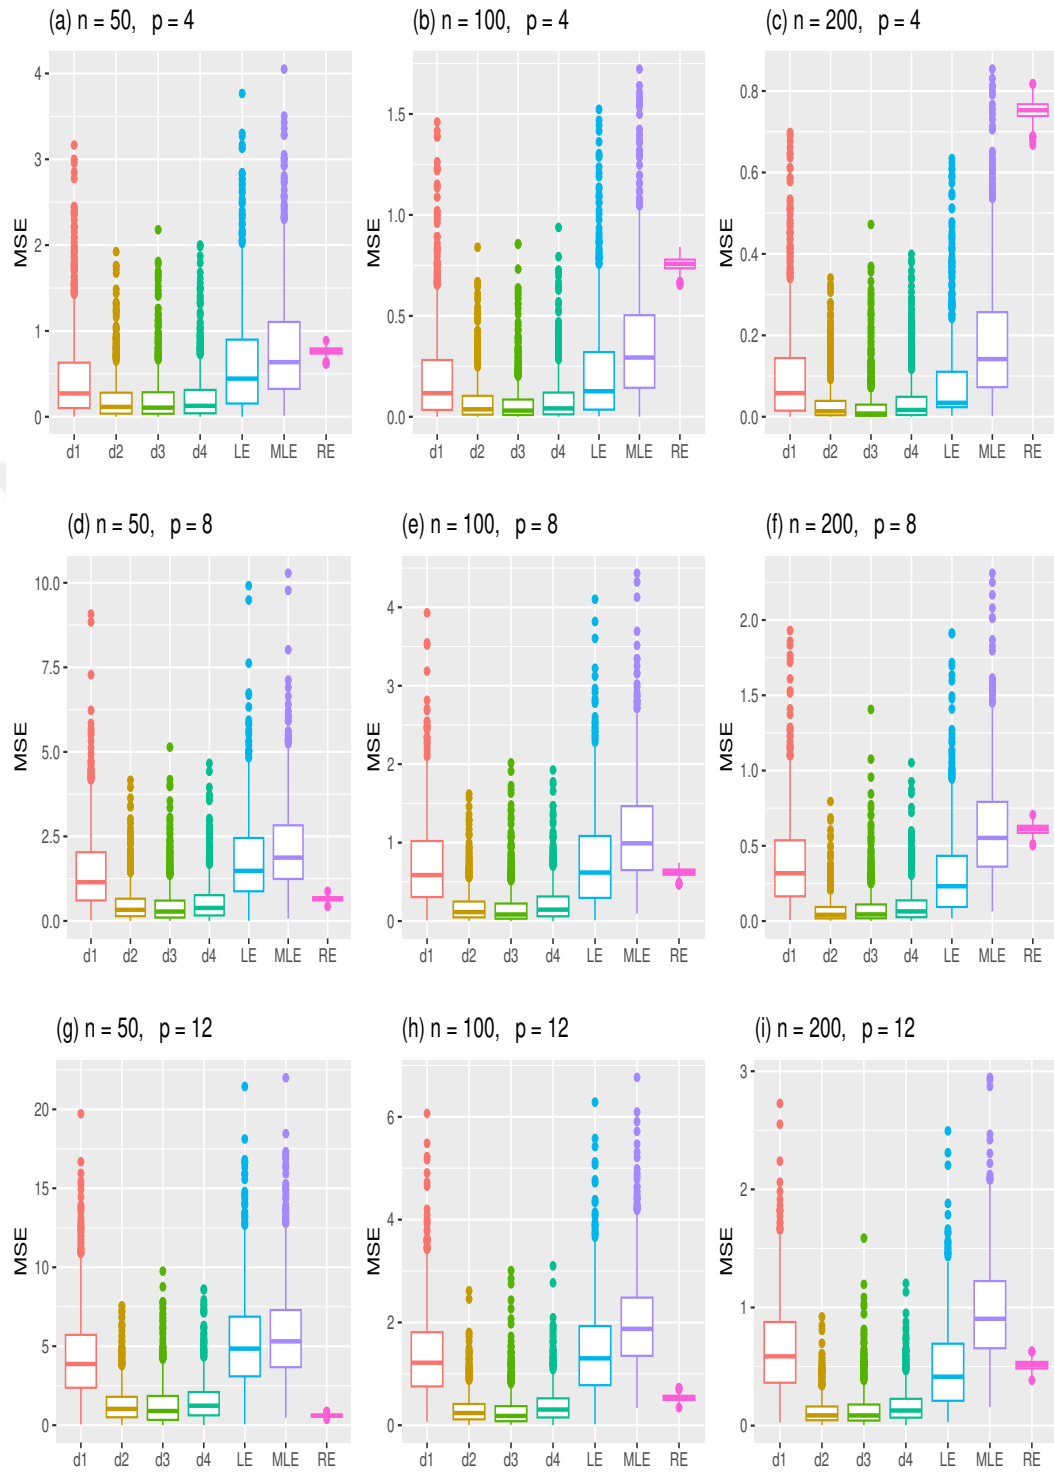 (a) n = 50, p = 4
(b) n = 100, p = 4
(c) n = 200, p = 4
MSE
4
3
2
1
0
d1 d2 d3 d4 LE MLE RE
MSE
1.5
1.0
0.5
0.0
d1 d2 d3 d4 LE MLE RE
MSE
0.8
0.6
0.4
0.2
0.0
d1 d2 d3 d4 LE MLE RE
(d) n = 50, p = 8
(e) n = 100, p = 8
(f) n = 200, p = 8
MSE
10.0
7.5
5.0
2.5
0.0
d1 d2 d3 d4 LE MLE RE
MSE
4
3
2
1
0
d1 d2 d3 d4 LE MLE RE
MSE
2.0
1.5
1.0
0.5
0.0
d1 d2 d3 d4 LE MLE RE
(g) n = 50, p = 12
(h) n = 100, p = 12
(i) n = 200, p = 12
MSE
20
15
10
5
0
d1 d2 d3 d4 LE MLE RE
MSE
6
4
2
0
d1 d2 d3 d4 LE MLE RE
MSE
3
2
1
0
d1 d2 d3 d4 LE MLE RE